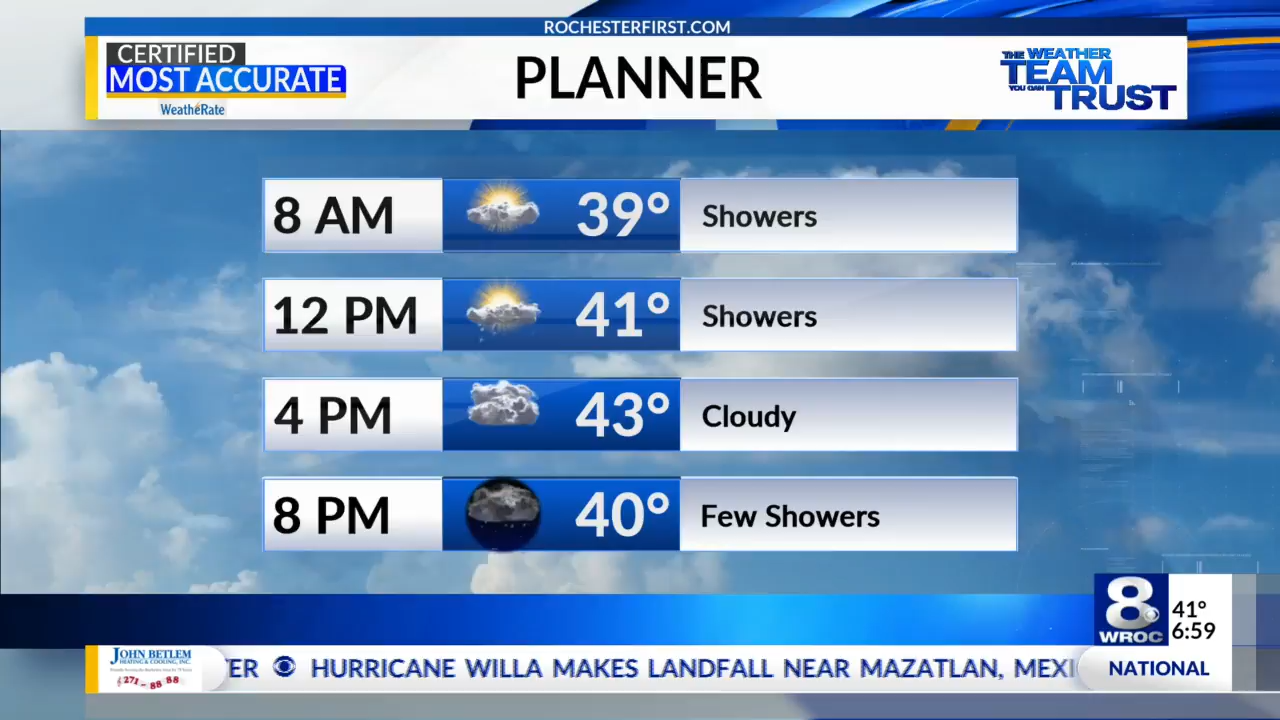 ROCHESTERFIRST.COM
CERTIFIED
MOST ACCURATE
WeatheRate
PLANNER
THE WEATHER
TEAM
YOU CAN TRUST
8 AM 39° Showers
12 PM 41° Showers
4 PM 43° Cloudy
8 PM 40° Few Showers
8
WROC
41°
6:59
JOHN BETLEM
HEATING & COOLING, INC.
271-88 88
ER HURRICANE WILLA MAKES LANDFALL NEAR MAZATLAN, MEXI
NATIONAL